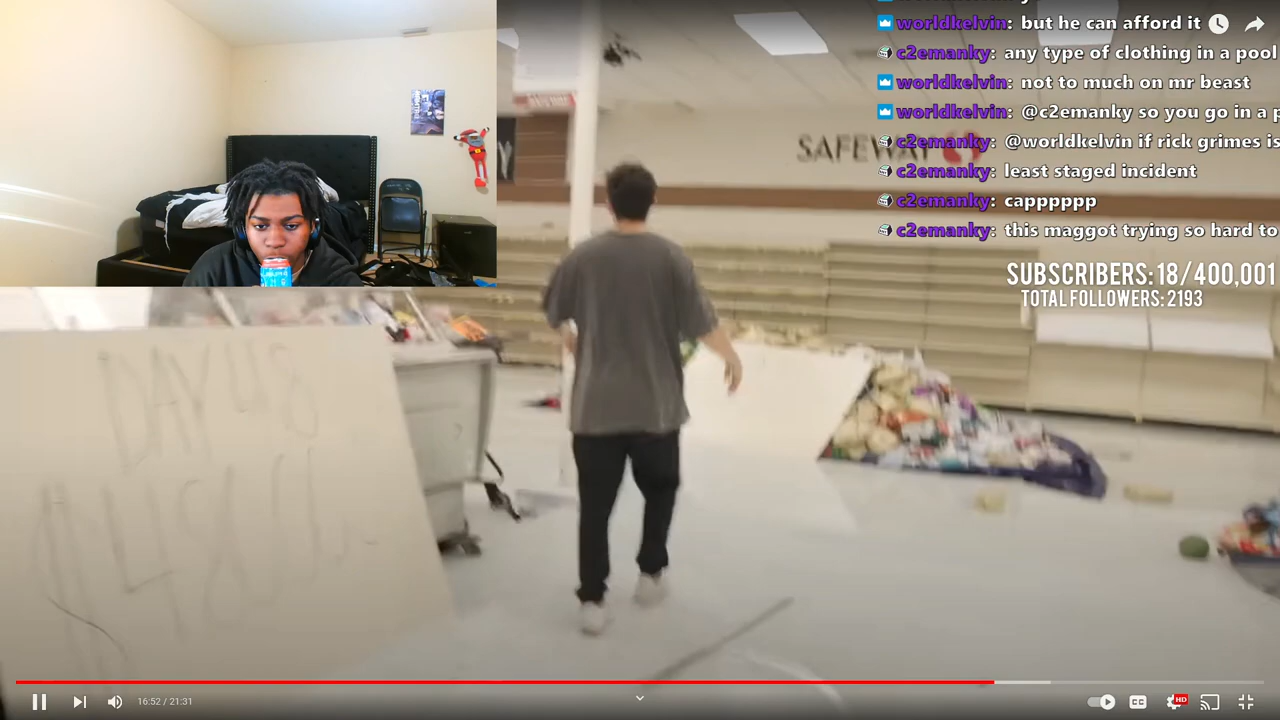 worldkelvin: but he can afford it
c2emanky: any type of clothing in a pool
worldkelvin: not to much on mr beast
worldkelvin: @c2emanky so you go in a p
c2emanky: @worldkelvin if rick grimes is
c2emanky: least staged incident
c2emanky: capppppp
c2emanky: this maggot trying so hard to
SAFEWAY
SUBSCRIBERS: 18/400,001
TOTAL FOLLOWERS: 2193
16:52 / 21:31
CC
HD